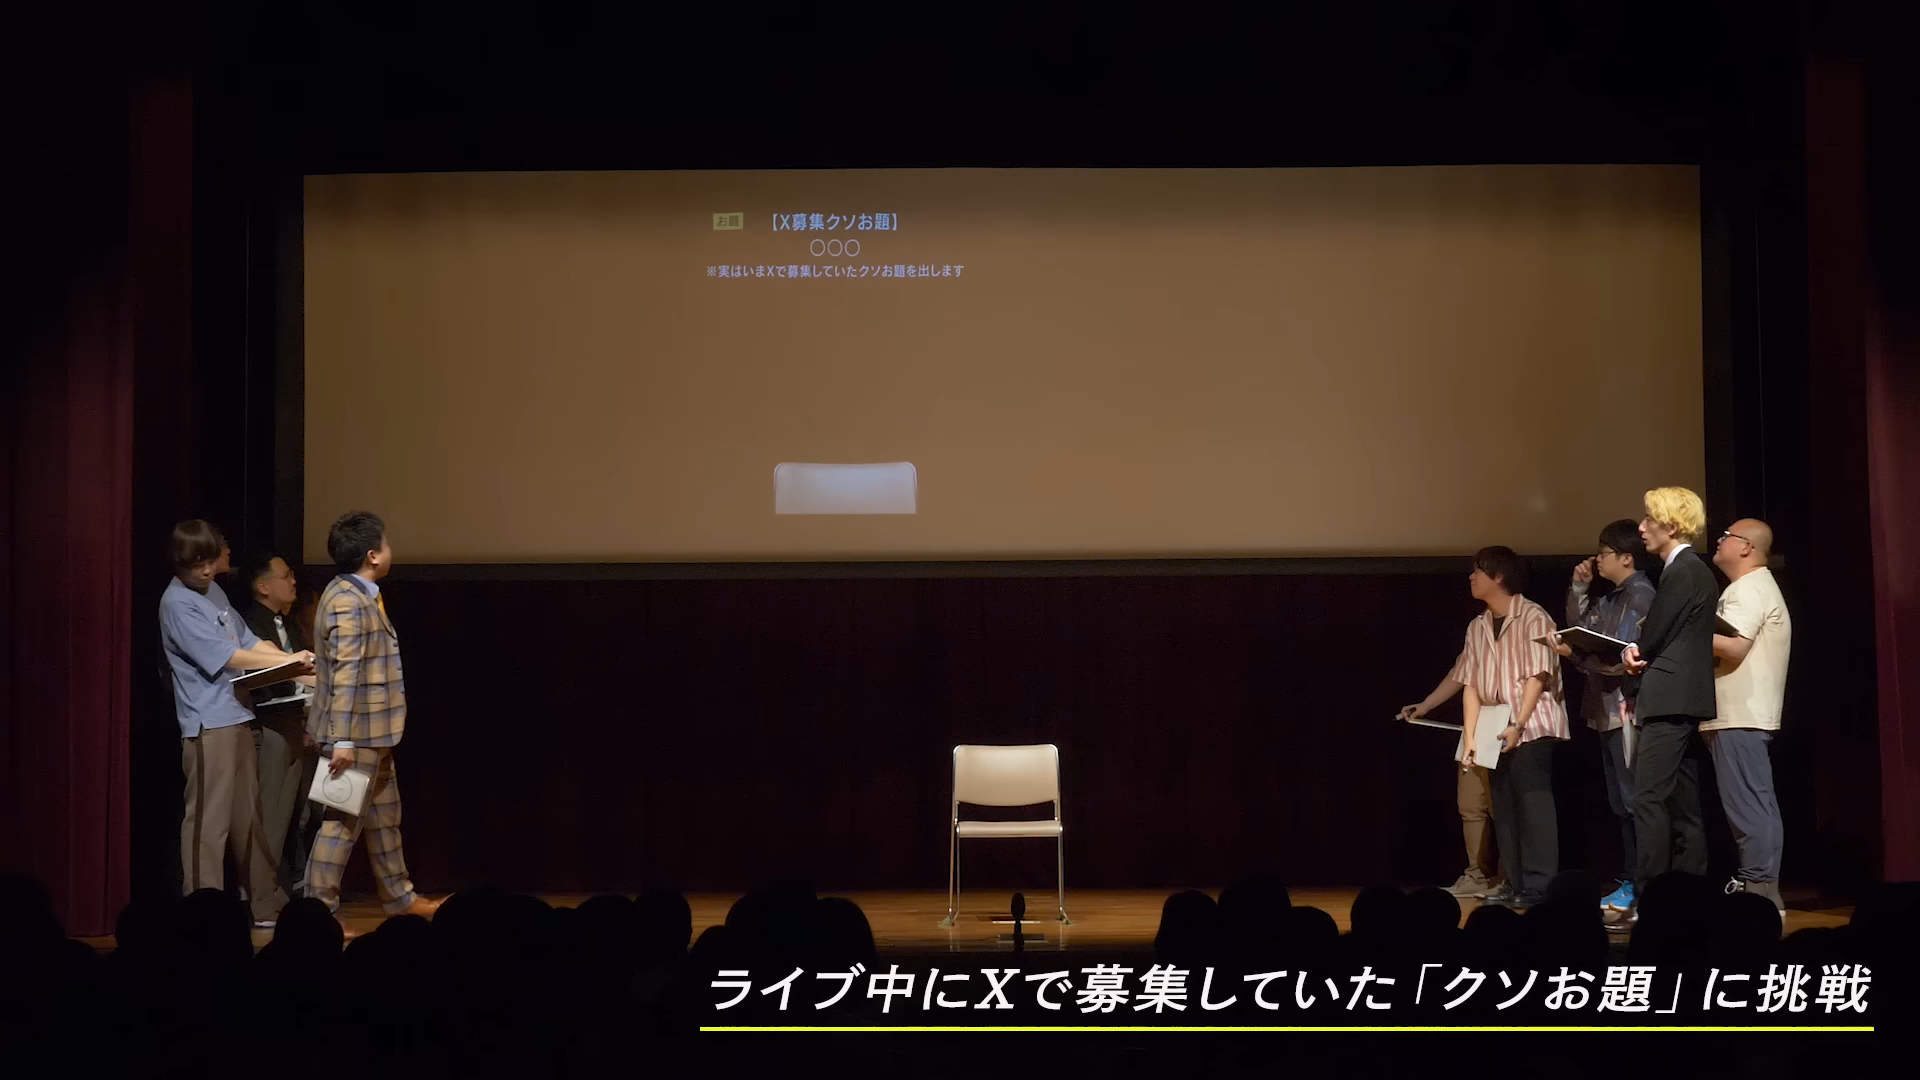 お題
【X募集クソお題】
〇〇〇
※実はいまXで募集していたクソお題を出します
ライブ中にXで募集していた「クソお題」に挑戦